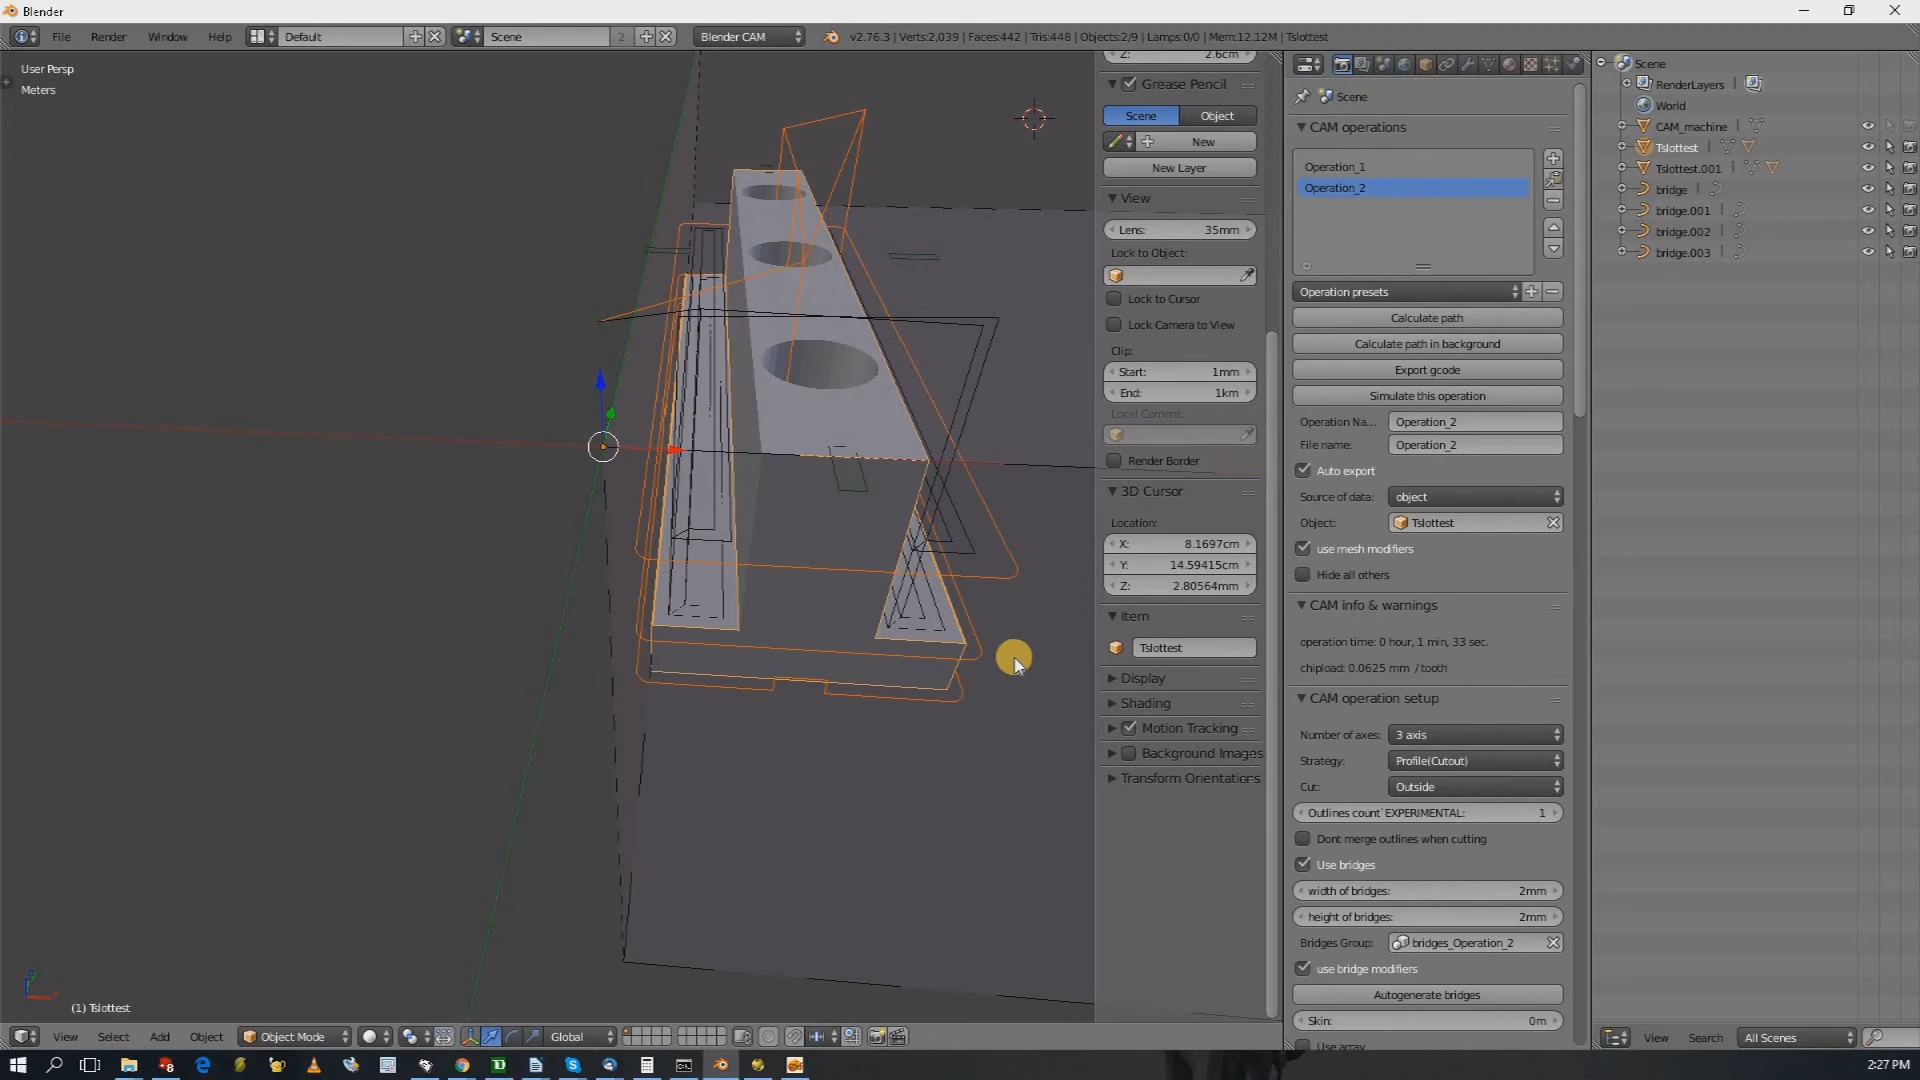 Blender
File Render Window Help Default Scene 2 Blender CAM v2.76.3 | Verts:2,039 | Faces:442 | Tris:448 | Objects:2/9 | Lamps:0/0 | Mem:12.12M | Tslottest
User Persp
Meters
(1) Tslottest
View Select Add Object Object Mode Global
Z: 2.6cm
Grease Pencil
Scene Object
New
New Layer
View
Lens: 35mm
Lock to Object:
Lock to Cursor
Lock Camera to View
Clip:
Start: 1mm
End: 1km
Local Camera:
Render Border
3D Cursor
Location:
X: 8.1697cm
Y: 14.59415cm
Z: 2.80564mm
Item
Tslottest
Display
Shading
Motion Tracking
Background Images
Transform Orientations
Scene
CAM operations
Operation_1
Operation_2
Operation presets
Calculate path
Calculate path in background
Export gcode
Simulate this operation
Operation Na... Operation_2
File name: Operation_2
Auto export
Source of data: object
Object: Tslottest
use mesh modifiers
Hide all others
CAM info & warnings
operation time: 0 hour, 1 min, 33 sec.
chipload: 0.0625 mm / tooth
CAM operation setup
Number of axes: 3 axis
Strategy: Profile(Cutout)
Cut: Outside
Outlines count`EXPERIMENTAL: 1
Dont merge outlines when cutting
Use bridges
width of bridges: 2mm
height of bridges: 2mm
Bridges Group: bridges_Operation_2
use bridge modifiers
Autogenerate bridges
Skin: 0m
Use array
Scene
RenderLayers
World
CAM_machine
Tslottest
Tslottest.001
bridge
bridge.001
bridge.002
bridge.003
View Search All Scenes
2:27 PM